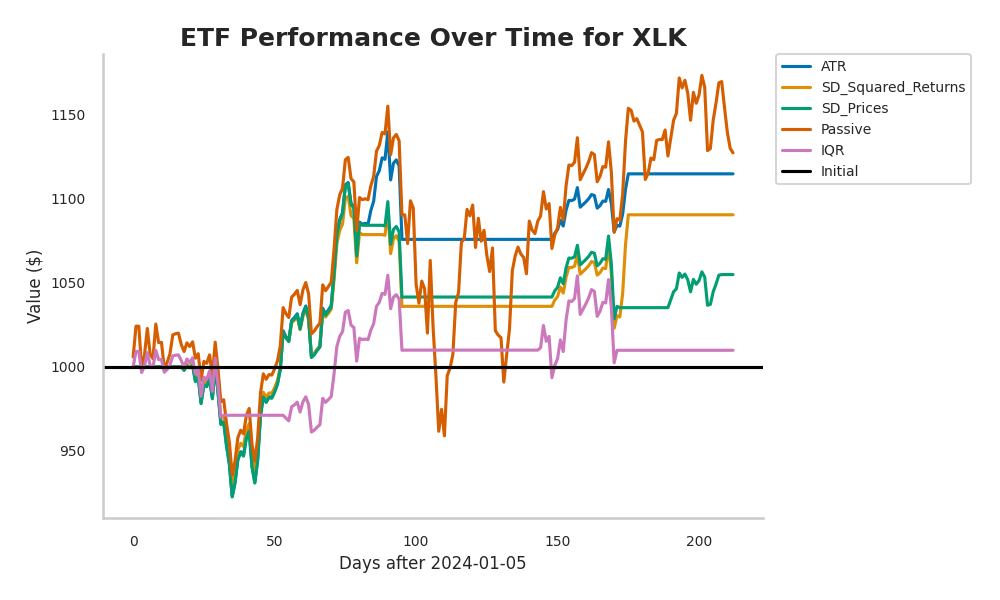 ETF Performance Over Time for XLK
ATR
SD_Squared_Returns
SD_Prices
Passive
IQR
Initial
Value ($)
1150
1100
1050
1000
950
0 50 100 150 200
Days after 2024-01-05